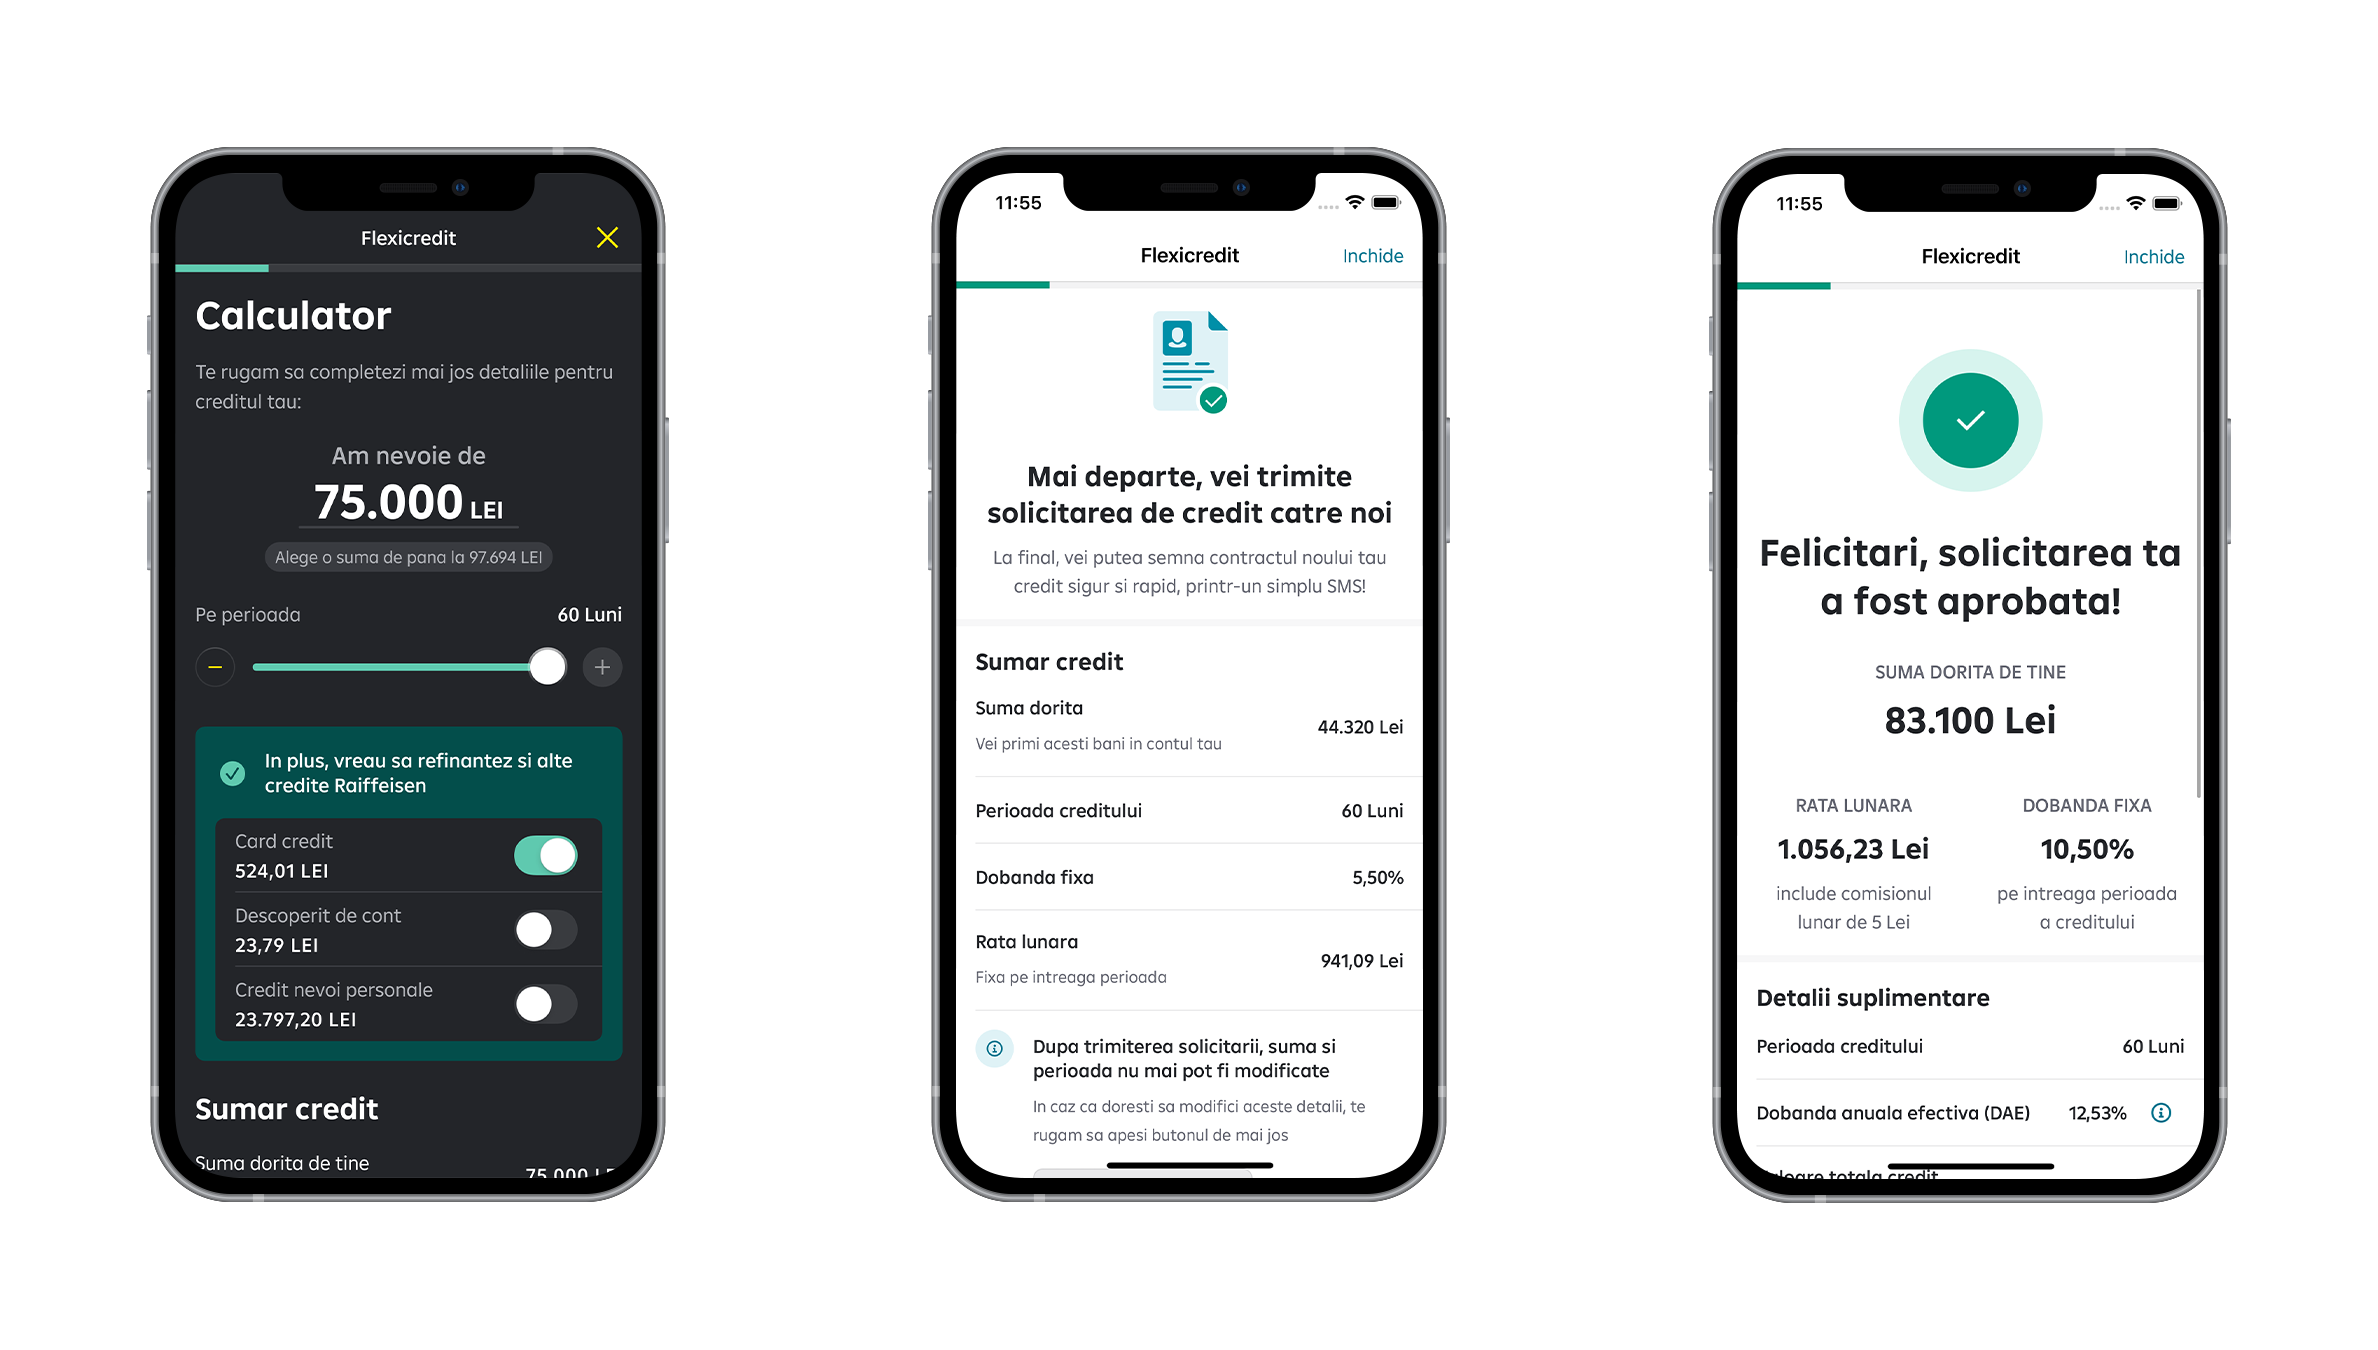 Flexicredit
Calculator
Te rugam sa completezi mai jos detaliile pentru
creditul tau:
Am nevoie de
75.000 LEI
Alege o suma de pana la 97.694 LEI
Pe perioada 60 Luni
In plus, vreau sa refinantez si alte
credite Raiffeisen
Card credit
524,01 LEI
Descoperit de cont
23,79 LEI
Credit nevoi personale
23.797,20 LEI
Sumar credit
Suma dorita de tine
75.000 LE
11:55
Flexicredit Inchide
Mai departe, vei trimite
solicitarea de credit catre noi
La final, vei putea semna contractul noului tau
credit sigur si rapid, printr-un simplu SMS!
Sumar credit
Suma dorita
44.320 Lei
Vei primi acesti bani in contul tau
Perioada creditului 60 Luni
Dobanda fixa 5,50%
Rata lunara
941,09 Lei
Fixa pe intreaga perioada
Dupa trimiterea solicitarii, suma si
perioada nu mai pot fi modificate
In caz ca doresti sa modifici aceste detalii, te
rugam sa apesi butonul de mai jos
11:55
Flexicredit Inchide
Felicitari, solicitarea ta
a fost aprobata!
SUMA DORITA DE TINE
83.100 Lei
RATA LUNARA DOBANDA FIXA
1.056,23 Lei 10,50%
include comisionul pe intreaga perioada
lunar de 5 Lei a creditului
Detalii suplimentare
Perioada creditului 60 Luni
Dobanda anuala efectiva (DAE) 12,53%
totala credit